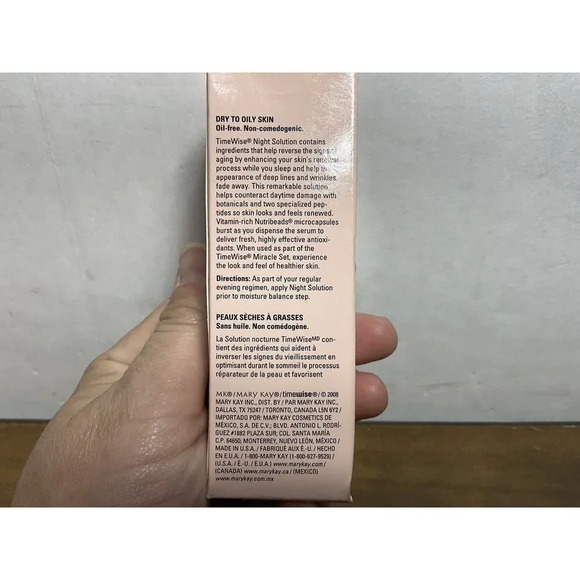 DRY TO OILY SKIN
Oil-free. Non-comedogenic.
TimeWise® Night Solution contains
ingredients that help reverse the signs of
aging by enhancing your skin's renewal
process while you sleep and help the
appearance of deep lines and wrinkles
fade away. This remarkable solution
helps counteract daytime damage with
botanicals and two specialized pep-
tides so skin looks and feels renewed.
Vitamin-rich Nutribeads® microcapsules
burst as you dispense the serum to
deliver fresh, highly effective antioxi-
dants. When used as part of the
TimeWise® Miracle Set, experience
the look and feel of healthier skin.
Directions: As part of your regular
evening regimen, apply Night Solution
prior to moisture balance step.
PEAUX SÈCHES À GRASSES
Sans huile. Non comédogène.
La Solution nocturne TimeWiseMD con-
tient des ingrédients qui aident à
inverser les signes du vieillissement en
optimisant durant le sommeil le processus
réparateur de la peau et favorisent
MK®/MARY KAY®/timewise®/© 2008
MARY KAY INC., DIST. BY / PAR MARY KAY INC.,
DALLAS, TX 75247 / TORONTO, CANADA L5N 6Y2 /
IMPORTADO POR: MARY KAY COSMETICS DE
MÉXICO, S.A. DE C.V.; BLVD. ANTONIO L. RODRÍ-
GUEZ #1882 PLAZA SUR; COL. SANTA MARÍA
C.P. 64650; MONTERREY, NUEVO LEÓN, MÉXICO /
MADE IN U.S.A. / FABRIQUÉ AUX É.-U. / HECHO
EN E.U.A. / 1-800-MARY KAY (1-800-627-9529) /
(U.S.A. / É.-U. / E.U.A.) www.marykay.com /
(CANADA) www.marykay.ca / (MEXICO)
www.marykay.com.mx